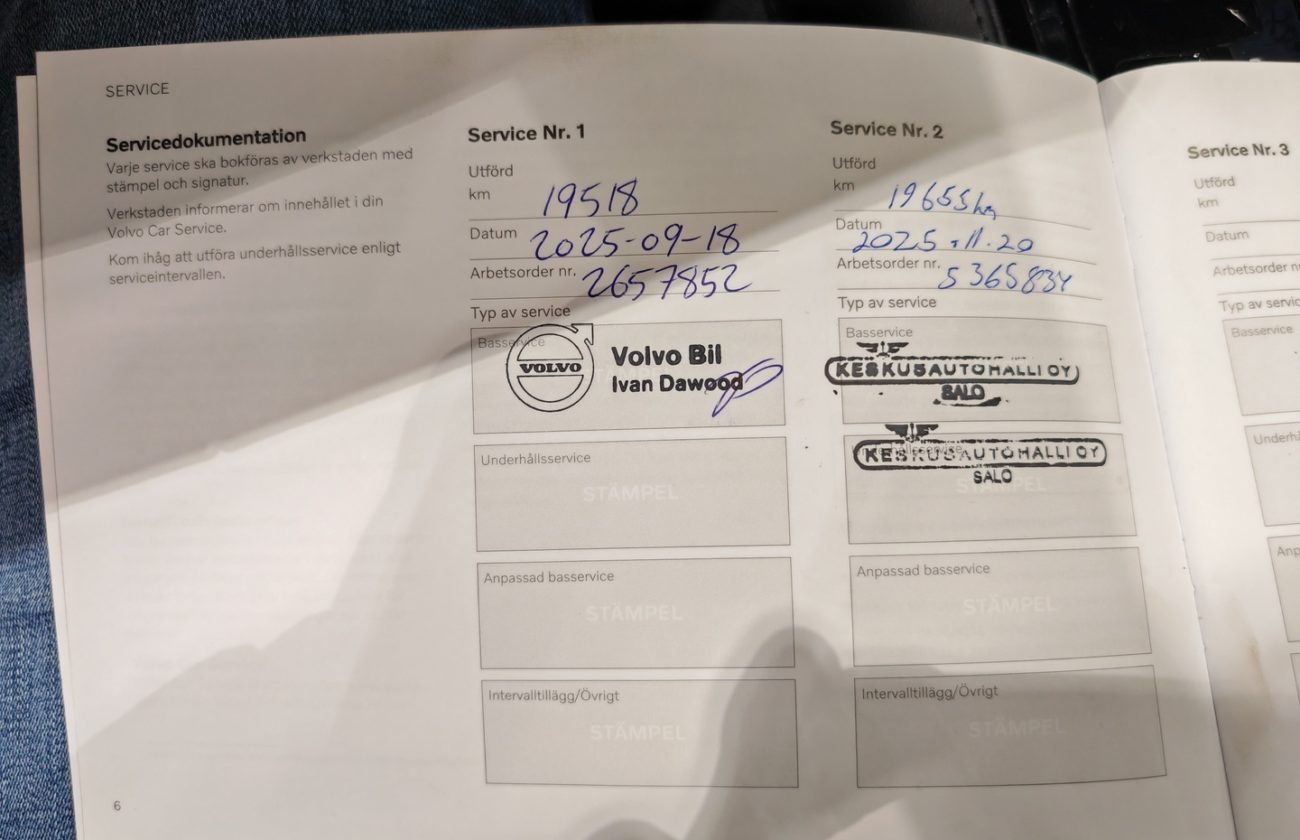 SERVICE
Servicedokumentation
Varje service ska bokföras av verkstaden med
stämpel och signatur.
Verkstaden informerar om innehållet i din
Volvo Car Service.
Kom ihåg att utföra underhållsservice enligt
serviceintervallen.
6
Service Nr. 1
Utförd
km 19518
Datum 2025-09-18
Arbetsorder nr. 2657852
Typ av service
Basservice
VOLVO
Volvo Bil
Ivan Dawood
Underhållsservice
STÄMPEL
Anpassad basservice
STÄMPEL
Intervalltillägg/Övrigt
STÄMPEL
Service Nr. 2
Utförd
km 19655km
Datum
2025.11.20
Arbetsorder nr. 5365834
Typ av service
Basservice
KESKUSAUTOHALLI OY
SALO
Underhållsservice
KESKUSAUTOHALLI OY
SALO
STÄMPEL
Anpassad basservice
STÄMPEL
Intervalltillägg/Övrigt
STÄMPEL
Service Nr. 3
Utförd
km
Datum
Arbetsorder
Typ av
Basservice